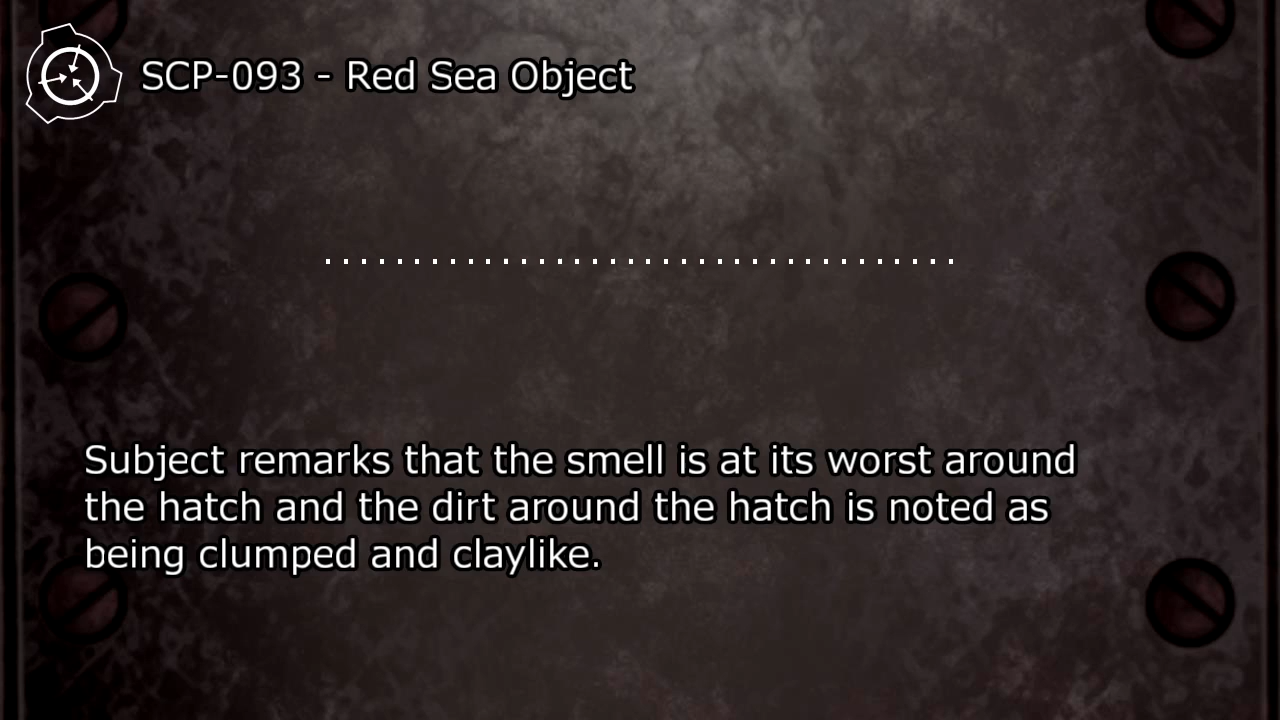 SCP-093 - Red Sea Object
....................................
Subject remarks that the smell is at its worst around
the hatch and the dirt around the hatch is noted as
being clumped and claylike.